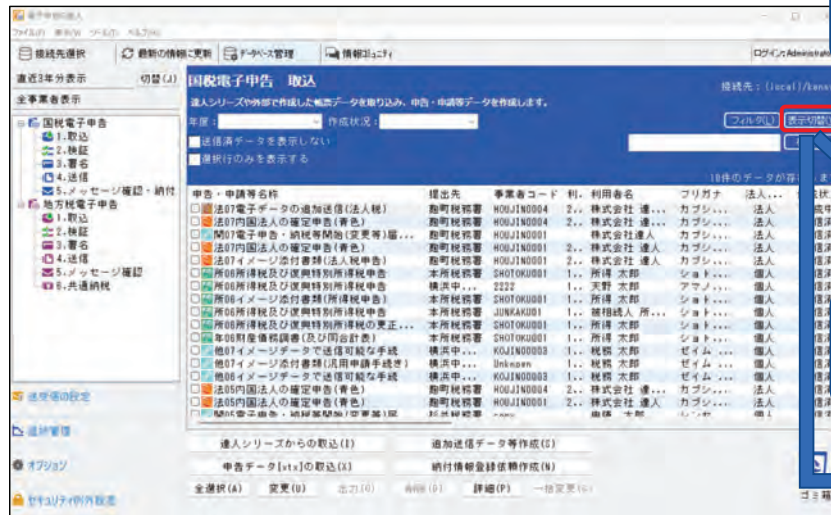 電子申告の達人
接続先選択 最新の情報に更新 データベース管理 情報コミュニティ
直近3年分表示 切替(J)
全事業者表示
国税電子申告
1.取込
2.検証
3.署名
4.送信
5.メッセージ確認・納付
地方税電子申告
1.取込
2.検証
3.署名
4.送信
5.メッセージ確認
6.共通納税
送受信の設定
進捗管理
オプション
国税電子申告 取込
達人シリーズや外部で作成した帳票データを取り込み、申告・申請等データを作成します。
接続先:(local)/
年度: 作成状況:
フィルタ(L) 表示切替(
送信済データを表示しない
選択行のみを表示する
18件のデータが存
申告・申請等名称 提出先 事業者コード 利. 利用者名 フリガナ 法人...
法07電子データの追加送信(法人税) 麹町税務署 HOUJIN0004 2.. 株式会社 達... カブシ... 法人
法07内国法人の確定申告(青色) 麹町税務署 HOUJIN0004 2.. 株式会社 達... カブシ... 法人
開07電子申告・納税等開始(変更等)届... 麹町税務署 HOUJIN0001 株式会社達人 カブシ... 法人
法07内国法人の確定申告(青色) 麹町税務署 HOUJIN0001 2.. 株式会社 達人 カブシ... 法人
法07イメージ添付書類(法人税申告) 麹町税務署 HOUJIN0001 2.. 株式会社 達人 カブシ... 法人
所06所得税及び復興特別所得税申告 本所税務署 SHOTOKU001 1.. 所得 太郎 ショト... 個人
所06所得税及び復興特別所得税申告 横浜中... 2222 1.. 天野 太郎 アマノ... 個人
所06イメージ添付書類(所得税申告) 本所税務署 SHOTOKU001 1.. 所得 太郎 ショト... 個人
所06所得税及び復興特別所得税申告 本所税務署 JUNKAKU01 1.. 被相続人 所... ショト... 個人
所06所得税及び復興特別所得税の更正... 本所税務署 SHOTOKU001 1.. 所得 太郎 ショト... 個人
年06財産債務調書(及び同合計表) 本所税務署 SHOTOKU001 1.. 所得 太郎 ショト... 個人
他07イメージデータで送信可能な手続 横浜中... KOJIN00003 1.. 税務 太郎 ゼイム ... 個人
他07イメージ添付書類(汎用申請手続き) 横浜中... Unknown 1.. 税務 太郎 ゼイム ... 個人
他06イメージデータで送信可能な手続 横浜中... KOJIN00003 1.. 税務 太郎 ゼイム ... 個人
法05内国法人の確定申告(青色) 麹町税務署 HOUJIN0004 2.. 株式会社 達... カブシ... 法人
法05内国法人の確定申告(青色) 麹町税務署 HOUJIN0001 2.. 株式会社 達人 カブシ... 法人
達人シリーズからの取込(I) 追加送信データ等作成(S)
申告データ[xtx]の取込(X) 納付情報登録依頼作成(N)
全選択(A) 変更(U) 出力(O) 削除(D) 詳細(P) 一括変更(G)
ゴミ箱